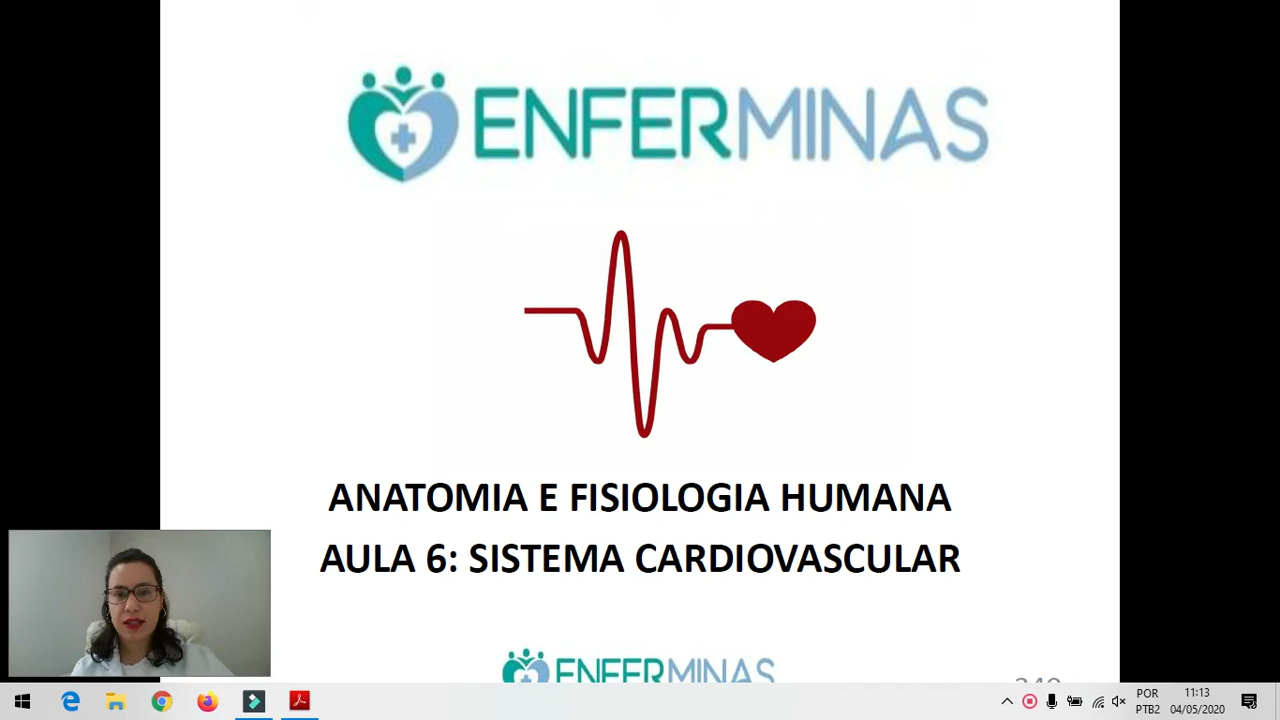 ENFERMINAS
ANATOMIA E FISIOLOGIA HUMANA
AULA 6: SISTEMA CARDIOVASCULAR
ENFERMINAS
POR
PTB2
11:13
04/05/2020